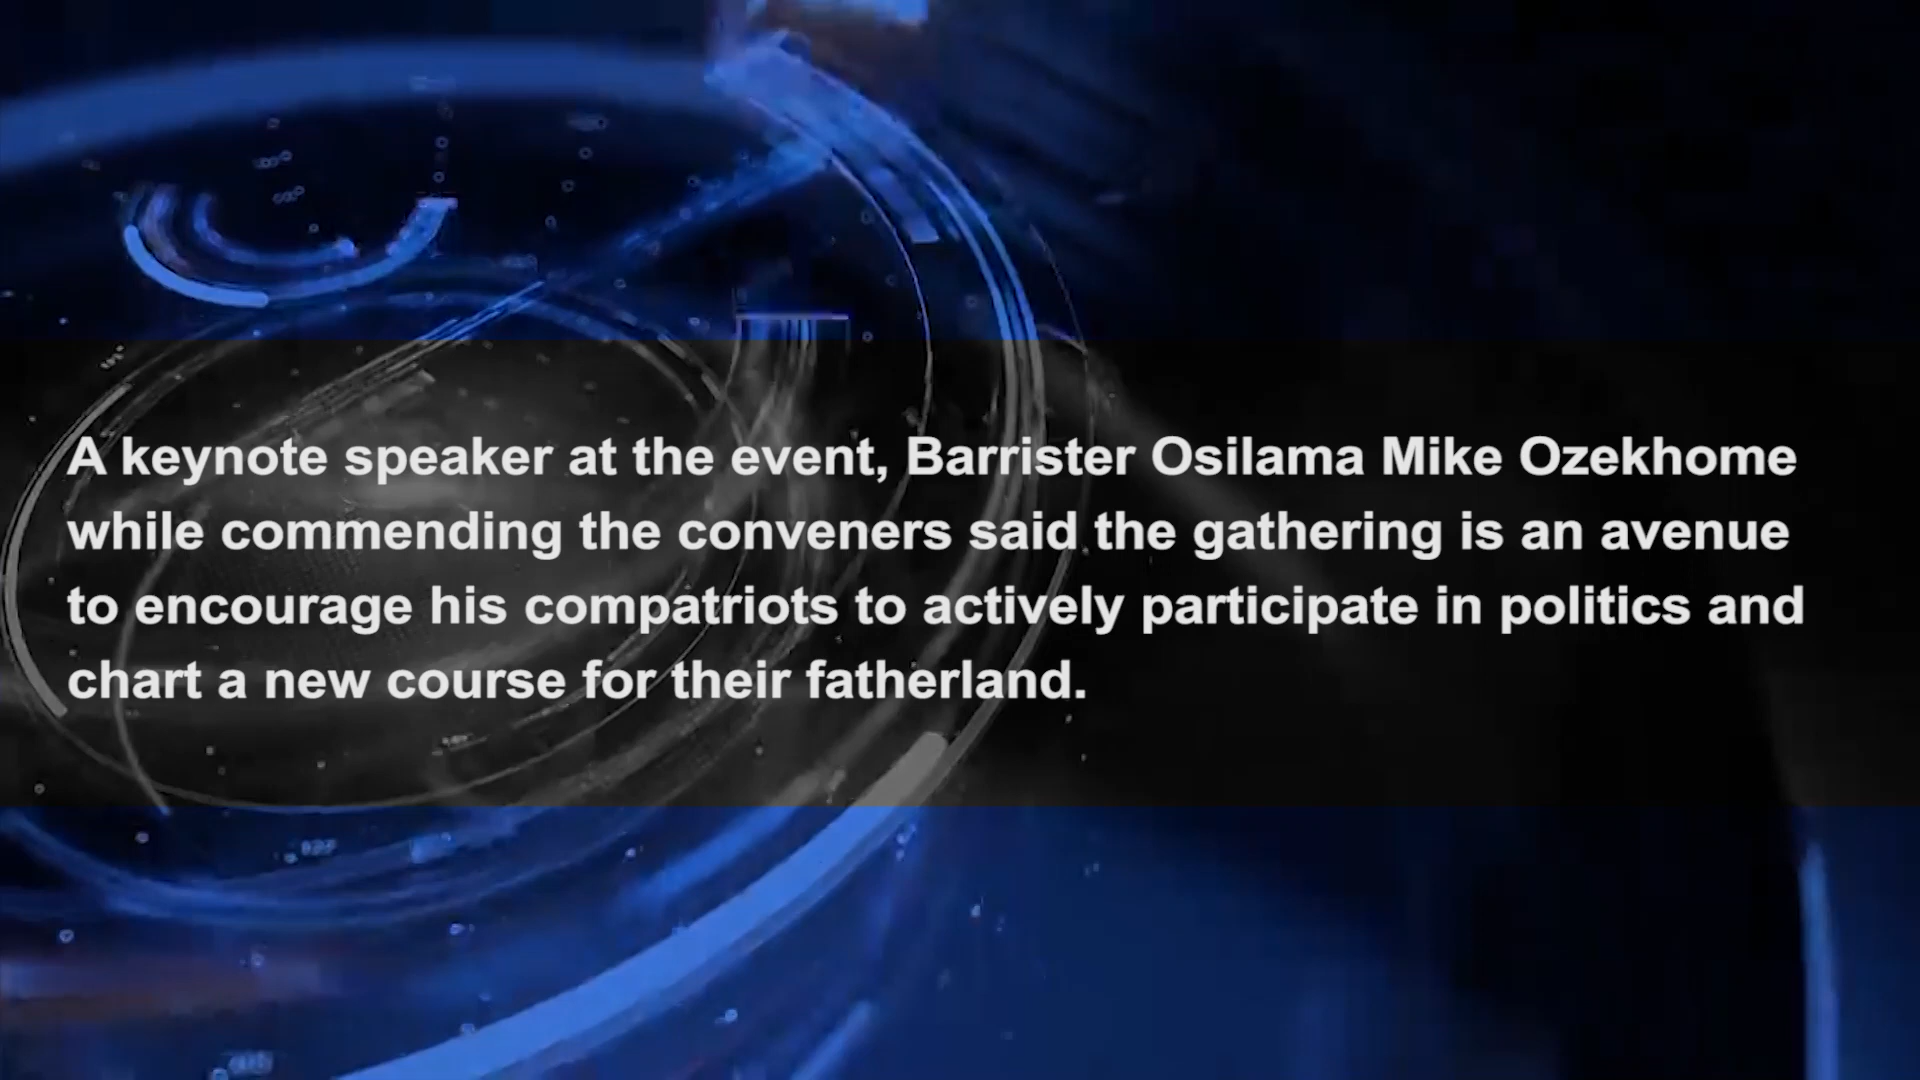 A keynote speaker at the event, Barrister Osilama Mike Ozekhome
while commending the conveners said the gathering is an avenue
to encourage his compatriots to actively participate in politics and
chart a new course for their fatherland.